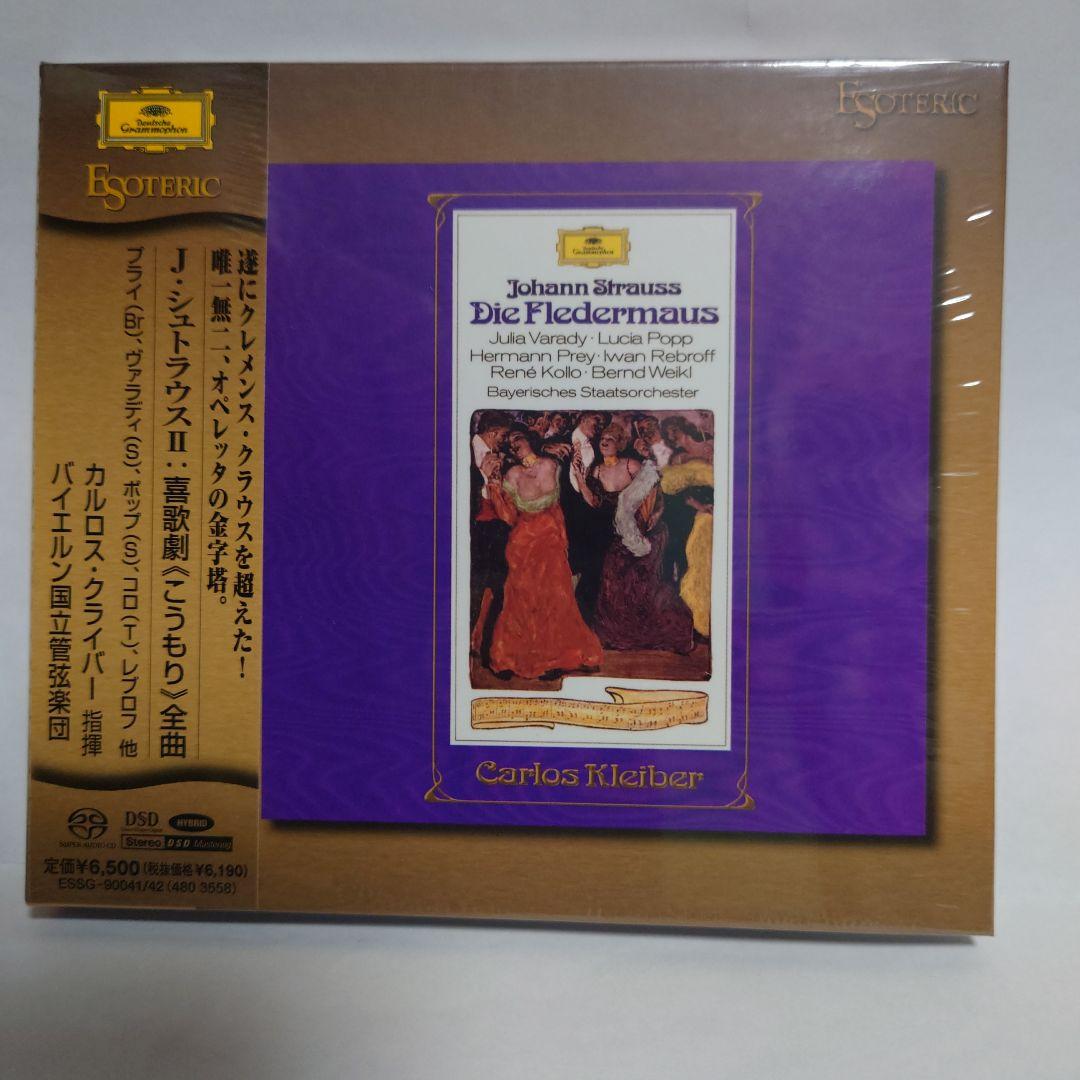 Deutsche
Grammophon
ESOTERIC
遂にクレメンス・クラウスを超えた!
唯一無二、オペレッタの金字塔。
J・シュトラウスⅡ:喜歌劇《こうもり》全曲
プライ(Br)、ヴァラディ(S)、ポップ(S)、コロ(T)、レブロフ 他
カルロス・クライバー 指揮
バイエルン国立管弦楽団
SUPER AUDIO CD
DSD
HYBRID
Stereo DSD Mastering
定価¥6,500(税抜価格¥6,190)
ESSG-90041/42 (480 3558)
ESOTERIC
Deutsche
Grammophon
Johann Strauss
Die Fledermaus
Julia Varady · Lucia Popp
Hermann Prey · Iwan Rebroff
René Kollo · Bernd Weikl
Bayerisches Staatsorchester
Carlos Kleiber